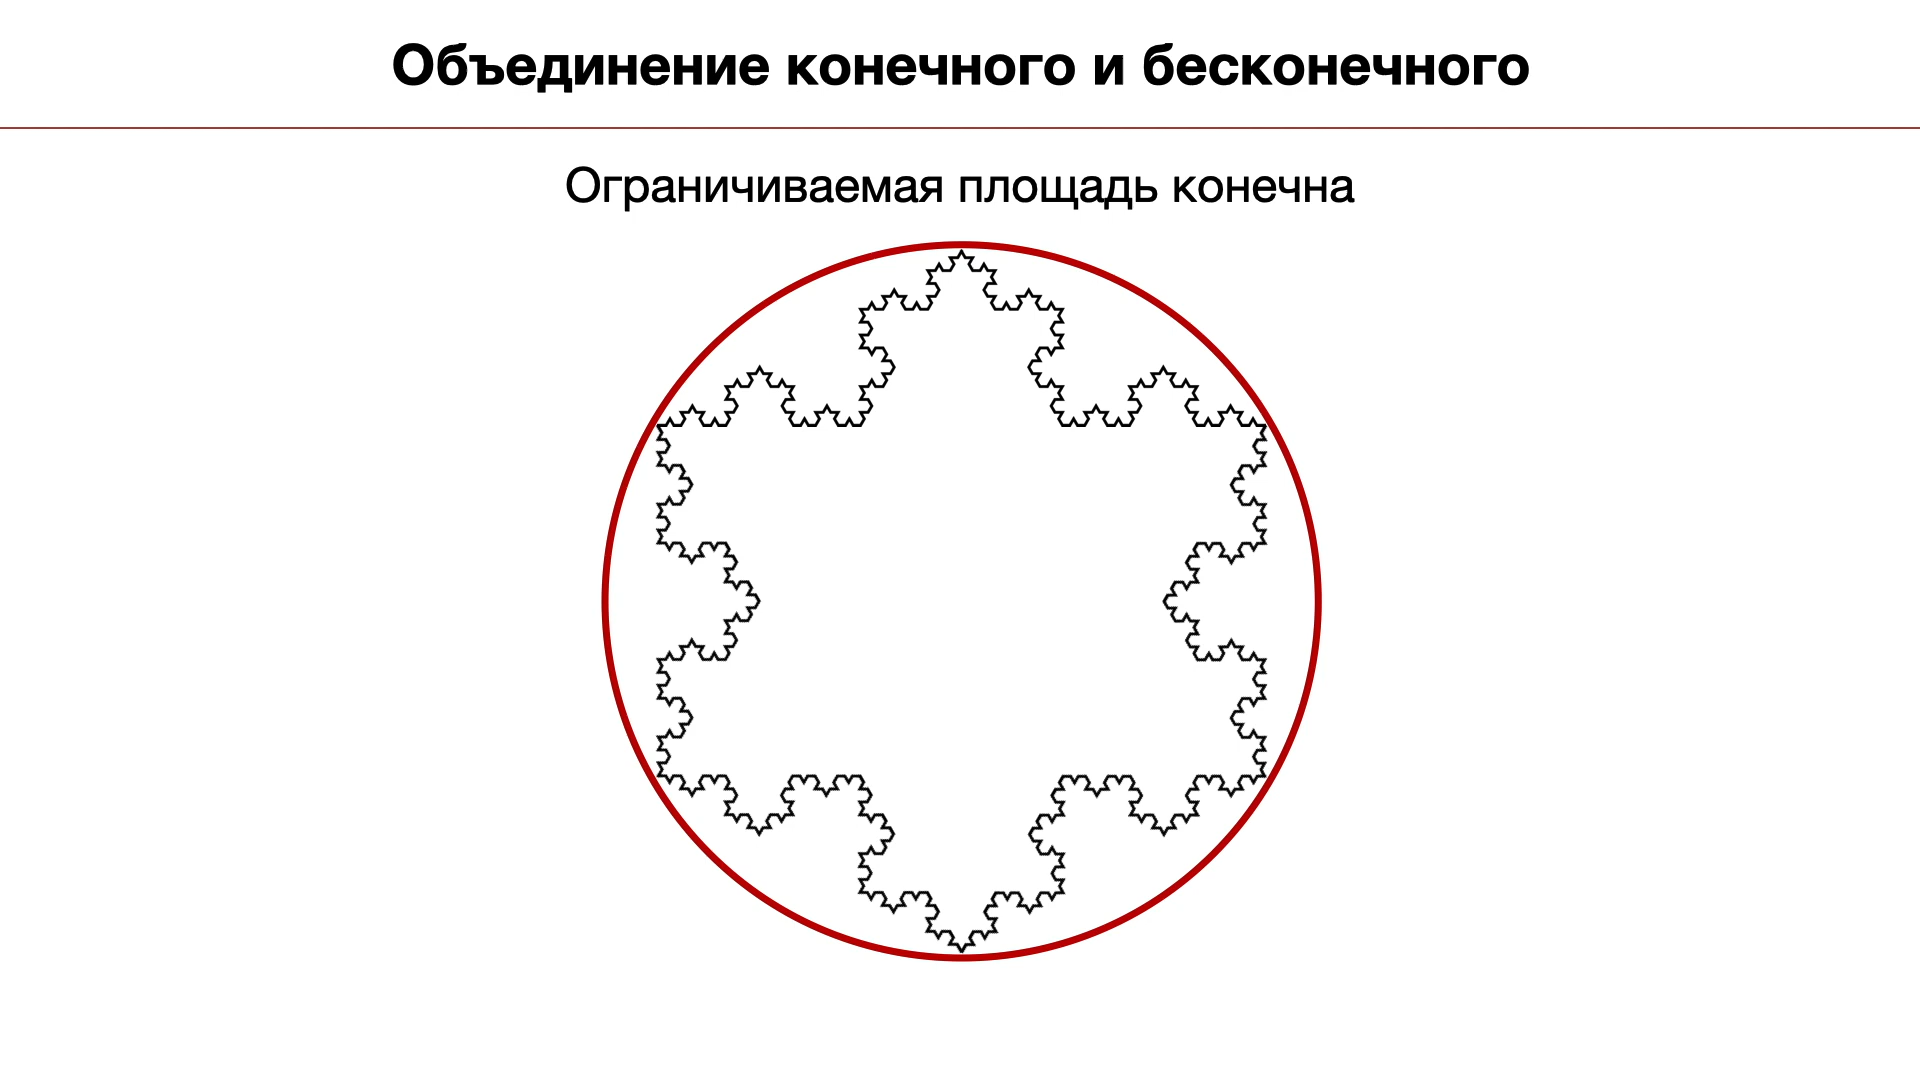 Объединение конечного и бесконечного
Ограничиваемая площадь конечна